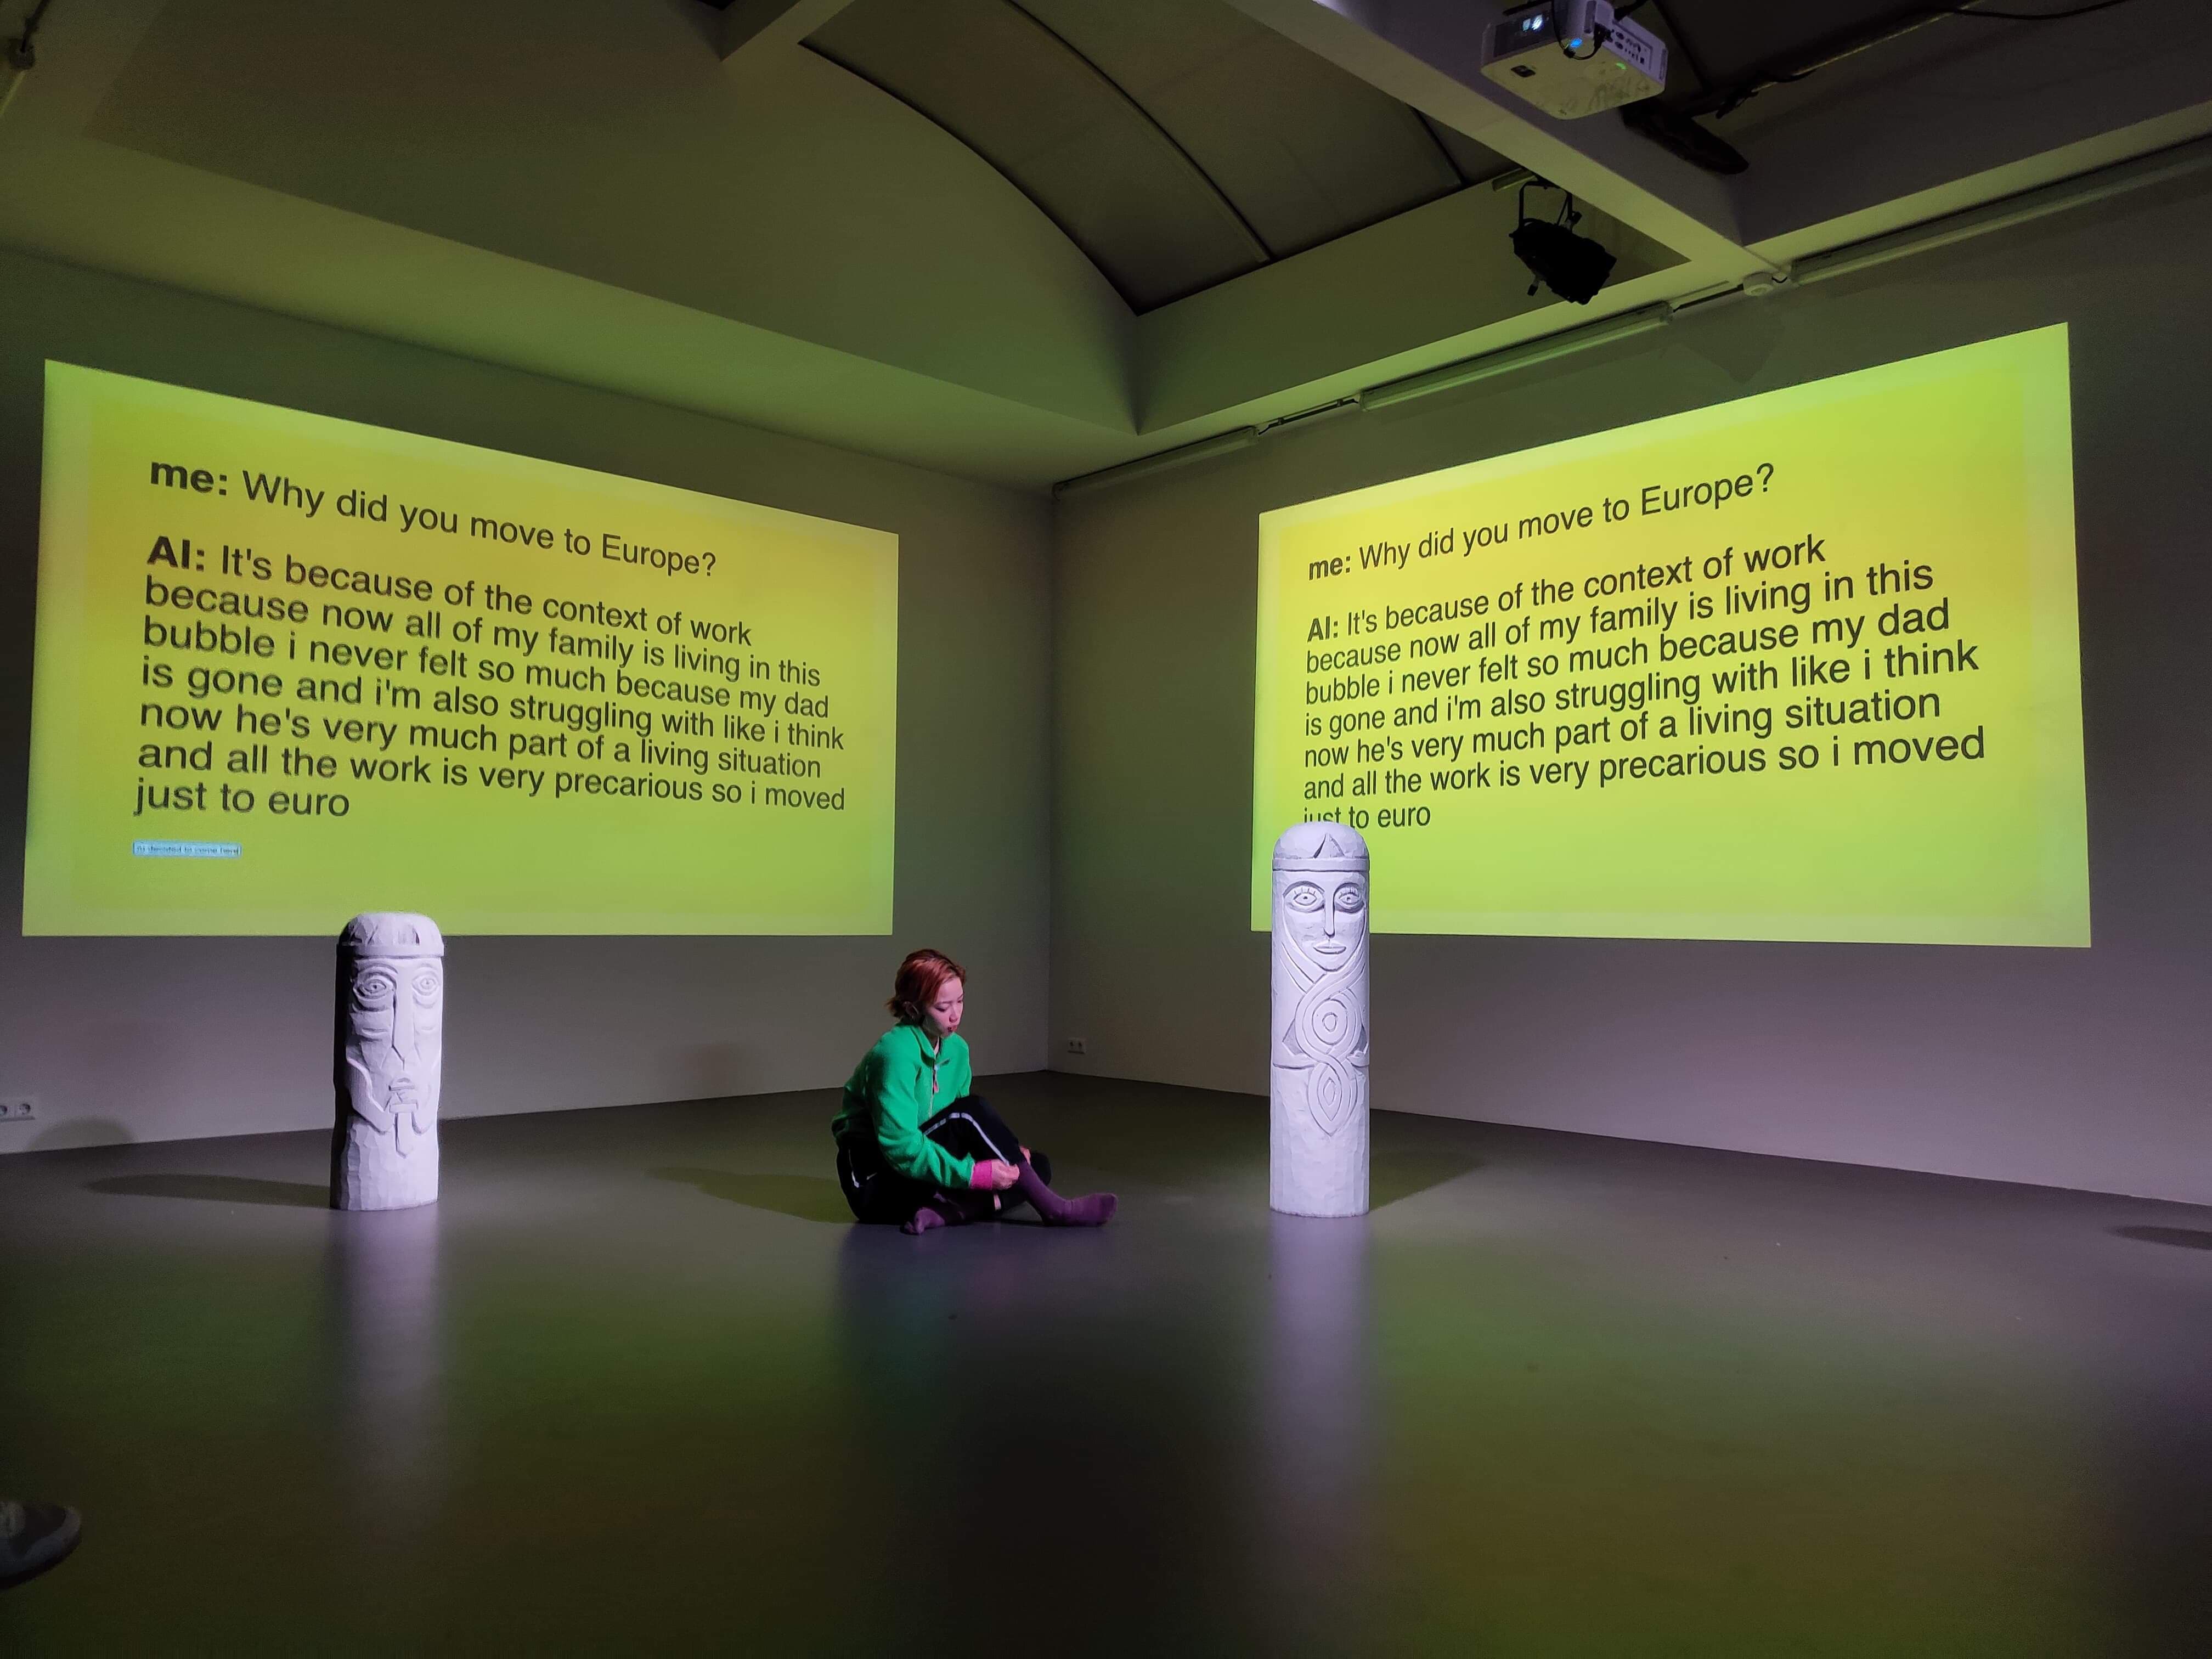 me: Why did you move to Europe?
AI: It's because of the context of work
because now all of my family is living in this
bubble i never felt so much because my dad
is gone and i'm also struggling with like i think
now he's very much part of a living situation
and all the work is very precarious so i moved
just to euro
me: Why did you move to Europe?
AI: It's because of the context of work
because now all of my family is living in this
bubble i never felt so much because my dad
is gone and i'm also struggling with like i think
now he's very much part of a living situation
and all the work is very precarious so i moved
just to euro